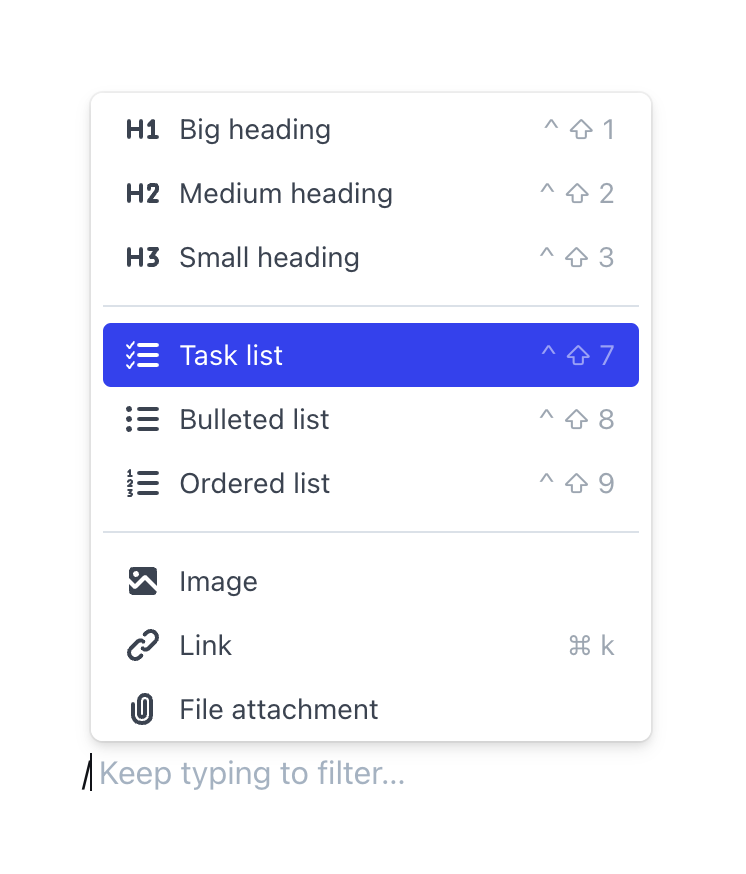 H1 Big heading ^ ⇧ 1
H2 Medium heading ^ ⇧ 2
H3 Small heading ^ ⇧ 3
Task list ^ ⇧ 7
Bulleted list ^ ⇧ 8
Ordered list ^ ⇧ 9
Image
Link ⌘ k
File attachment
/ Keep typing to filter...